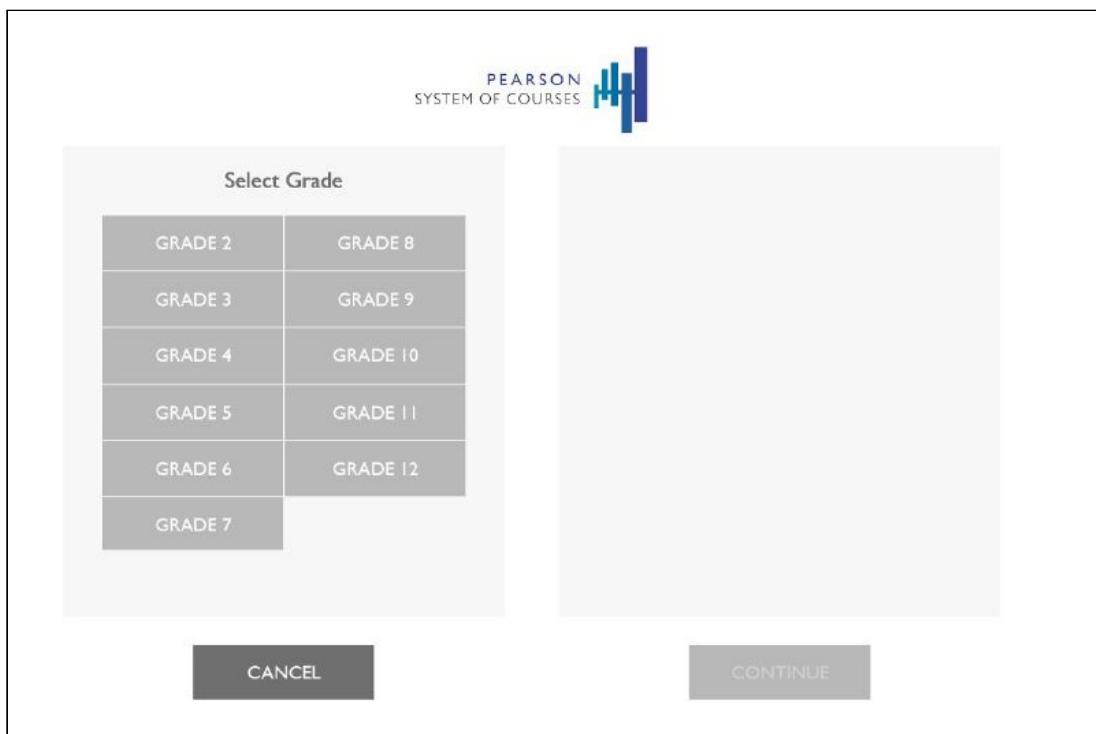 PEARSON
SYSTEM OF COURSES
Select Grade
GRADE 2
GRADE 8
GRADE 3
GRADE 9
GRADE 4
GRADE 10
GRADE 5
GRADE 11
GRADE 6
GRADE 12
GRADE 7
CANCEL
CONTINUE